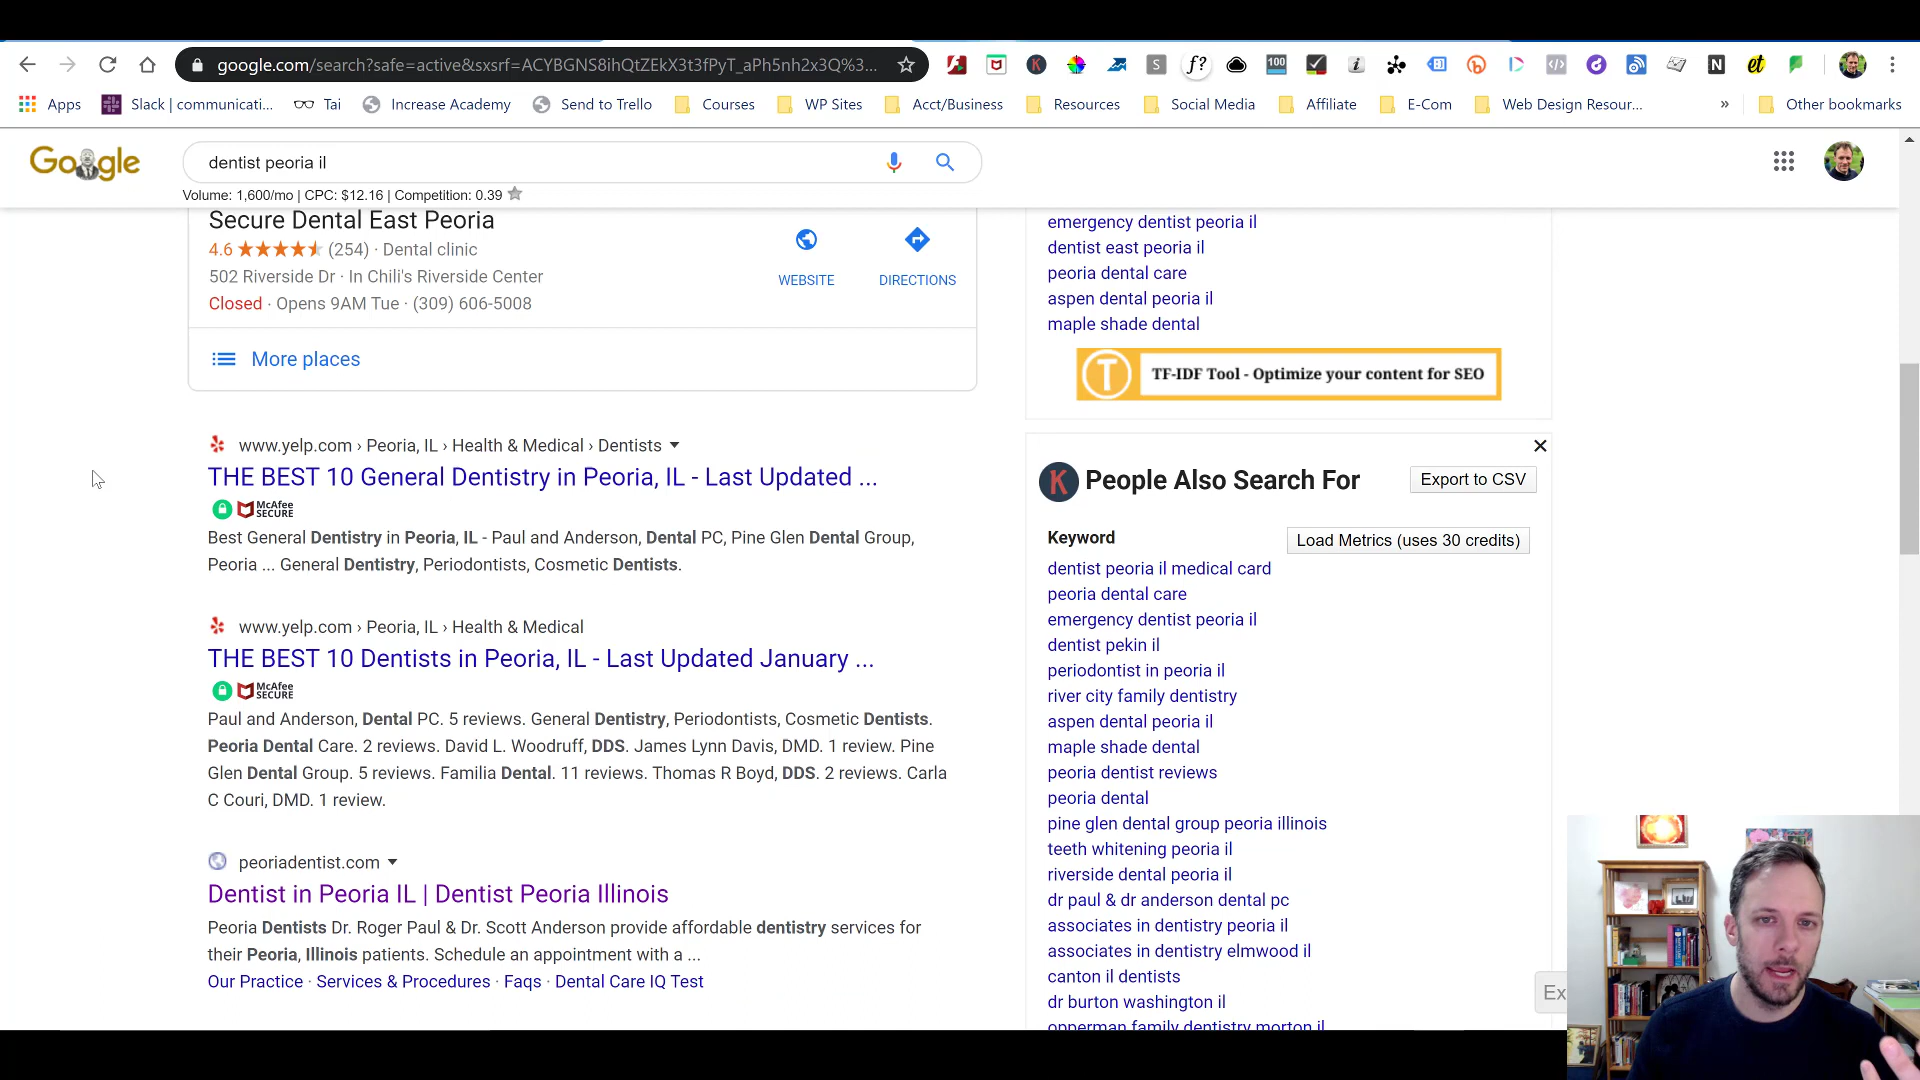 google.com/search?safe=active&sxsrf=ACYBGNS8ihQtZEkX3t3fPyT_aPh5nh2x3Q%3...
Apps
Slack | communicati...
Tai
Increase Academy
Send to Trello
Courses
WP Sites
Acct/Business
Resources
Social Media
Affiliate
E-Com
Web Design Resour...
»
Other bookmarks
Google
dentist peoria il
Volume: 1,600/mo | CPC: $12.16 | Competition: 0.39
Secure Dental East Peoria
4.6 (254) · Dental clinic
502 Riverside Dr · In Chili's Riverside Center
Closed · Opens 9AM Tue · (309) 606-5008
WEBSITE
DIRECTIONS
More places
www.yelp.com › Peoria, IL › Health & Medical › Dentists
THE BEST 10 General Dentistry in Peoria, IL - Last Updated ...
McAfee SECURE
Best General Dentistry in Peoria, IL - Paul and Anderson, Dental PC, Pine Glen Dental Group,
Peoria ... General Dentistry, Periodontists, Cosmetic Dentists.
www.yelp.com › Peoria, IL › Health & Medical
THE BEST 10 Dentists in Peoria, IL - Last Updated January ...
McAfee SECURE
Paul and Anderson, Dental PC. 5 reviews. General Dentistry, Periodontists, Cosmetic Dentists.
Peoria Dental Care. 2 reviews. David L. Woodruff, DDS. James Lynn Davis, DMD. 1 review. Pine
Glen Dental Group. 5 reviews. Familia Dental. 11 reviews. Thomas R Boyd, DDS. 2 reviews. Carla
C Couri, DMD. 1 review.
peoriadentist.com
Dentist in Peoria IL | Dentist Peoria Illinois
Peoria Dentists Dr. Roger Paul & Dr. Scott Anderson provide affordable dentistry services for
their Peoria, Illinois patients. Schedule an appointment with a ...
Our Practice · Services & Procedures · Faqs · Dental Care IQ Test
emergency dentist peoria il
dentist east peoria il
peoria dental care
aspen dental peoria il
maple shade dental
T TF-IDF Tool - Optimize your content for SEO
K People Also Search For
Export to CSV
Keyword
Load Metrics (uses 30 credits)
dentist peoria il medical card
peoria dental care
emergency dentist peoria il
dentist pekin il
periodontist in peoria il
river city family dentistry
aspen dental peoria il
maple shade dental
peoria dentist reviews
peoria dental
pine glen dental group peoria illinois
teeth whitening peoria il
riverside dental peoria il
dr paul & dr anderson dental pc
associates in dentistry peoria il
associates in dentistry elmwood il
canton il dentists
dr burton washington il
opperman family dentistry morton il
Ex